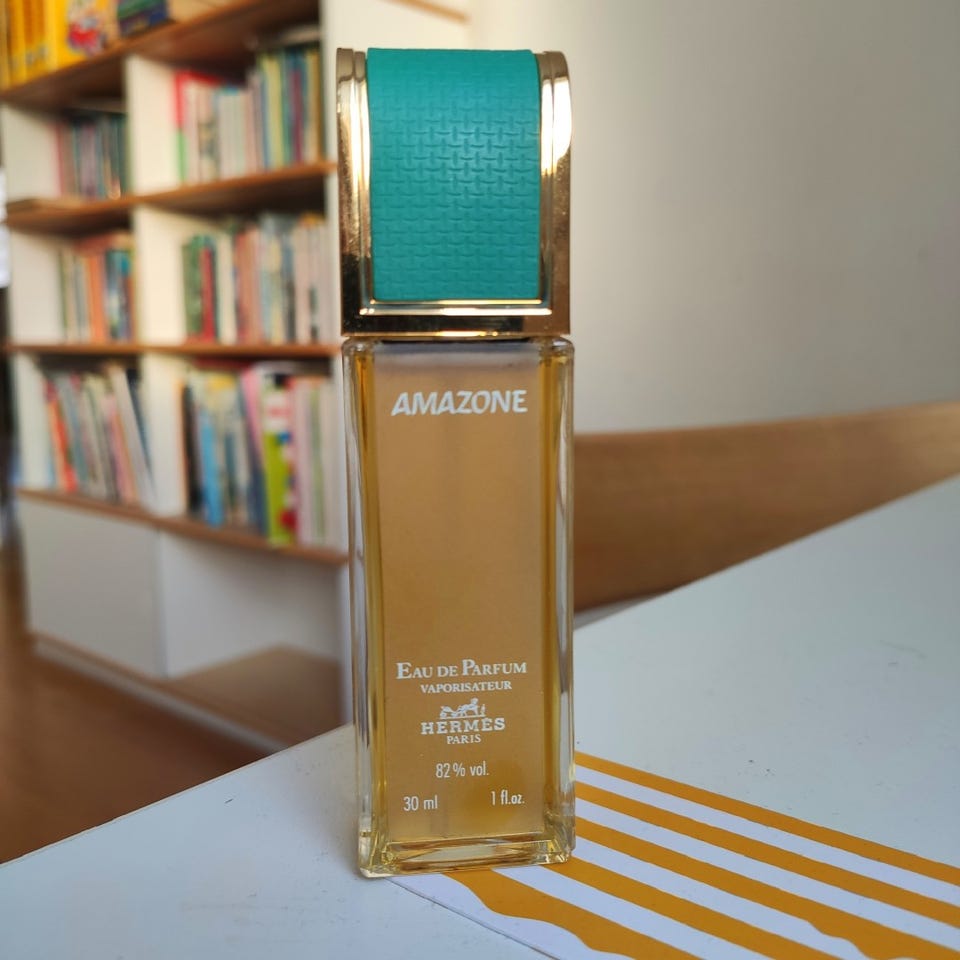 AMAZONE
EAU DE PARFUM
VAPORISATEUR
HERMÈS
PARIS
82% vol.
30 ml 1 fl.oz.